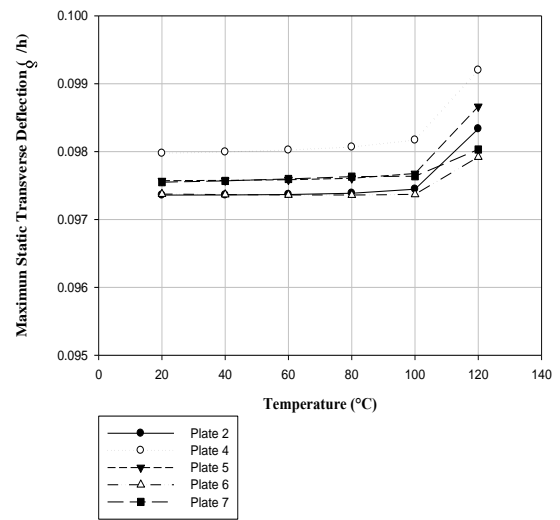 Maximun Static Transverse Deflection ( /h)
0.100
0.099
0.098
0.097
0.096
0.095
0 20 40 60 80 100 120 140
Temperature (°C)
Plate 2
Plate 4
Plate 5
Plate 6
Plate 7